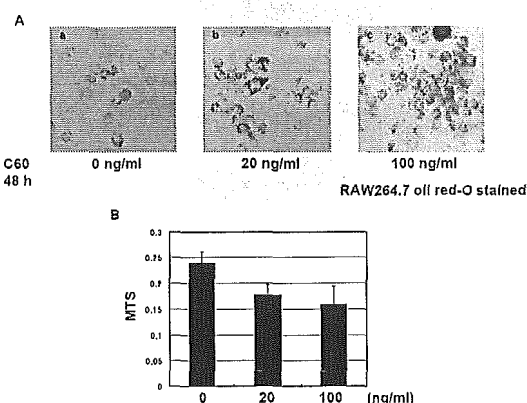 A
a b c
C60 0 ng/ml 20 ng/ml 100 ng/ml
48 h
RAW264.7 oil red-O stained
B
0.3
0.25
0.2
0.15
0.1
0.05
0
MTS
0 20 100 (ng/ml)